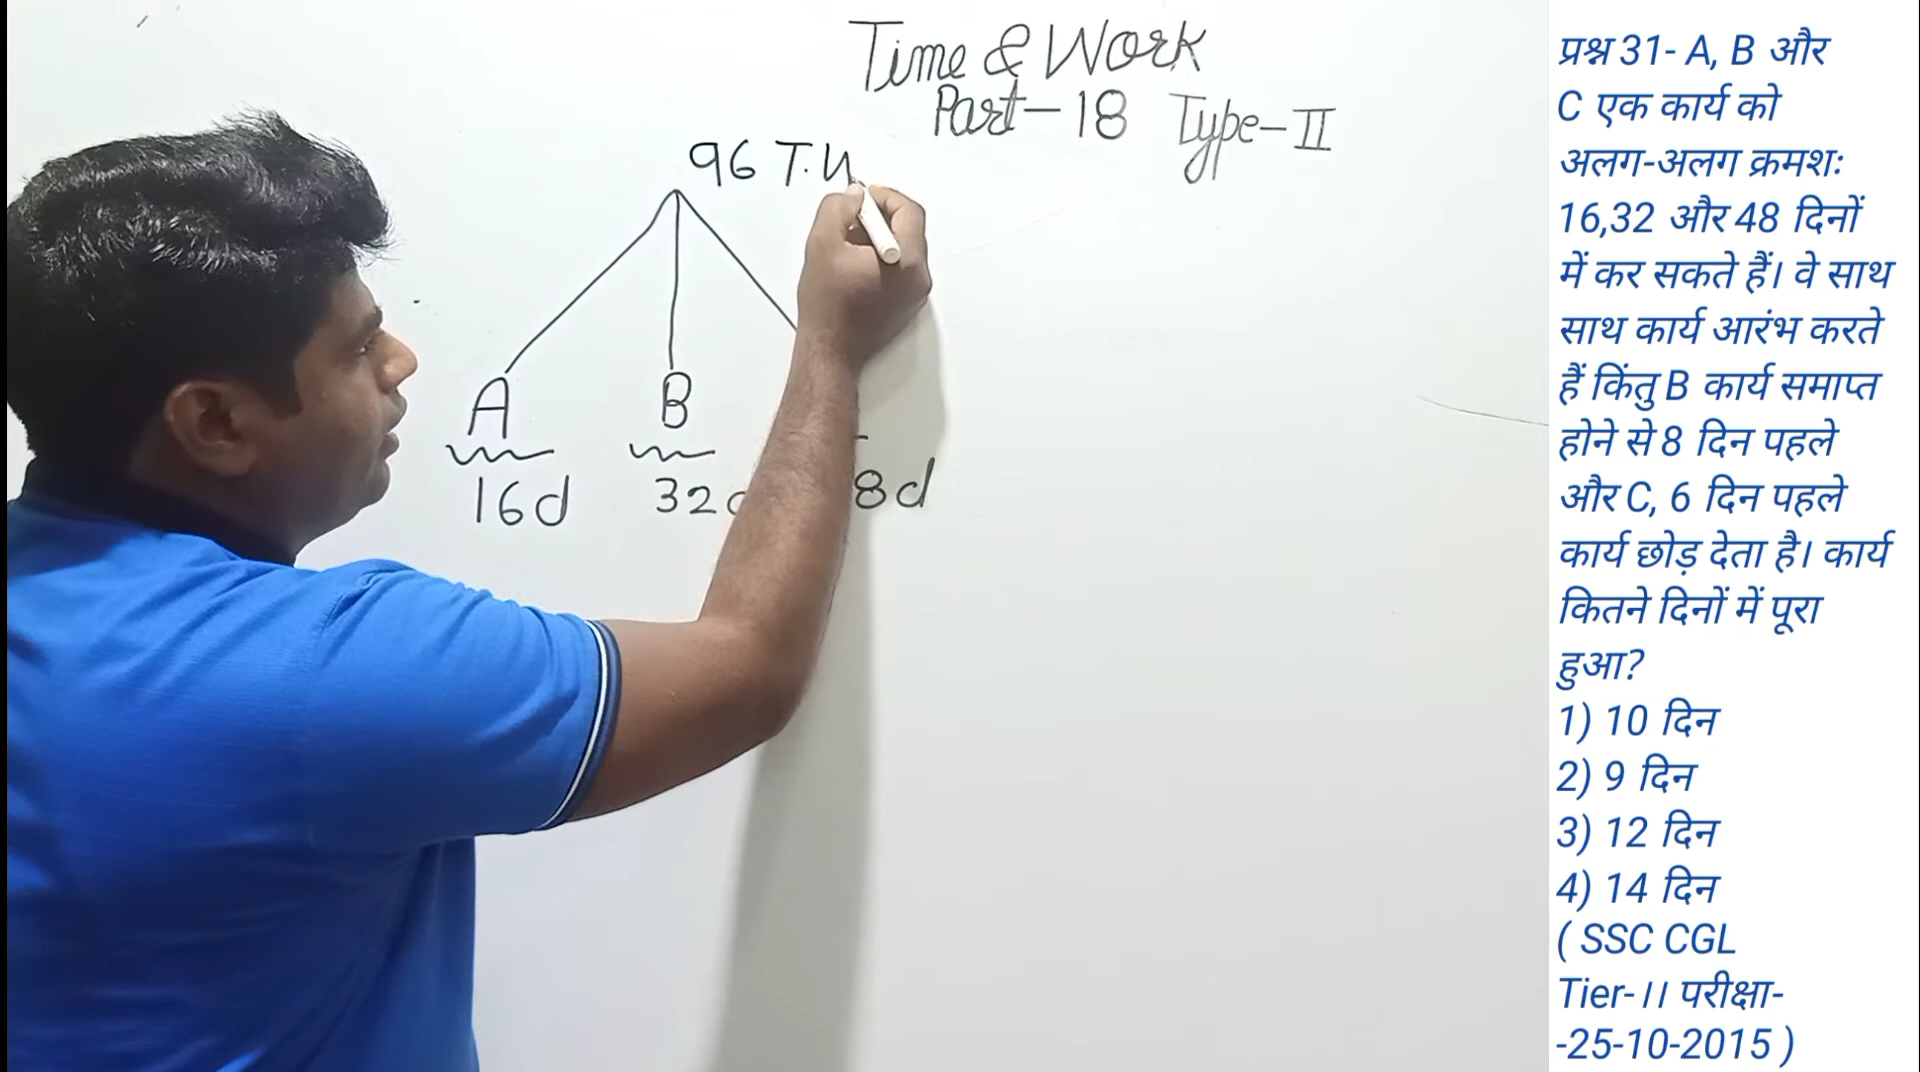 Time & Work
Part-18 Type-II
96 T.U
A B
16d 32d 8d
प्रश्न 31- A, B और
C एक कार्य को
अलग-अलग क्रमशः
16,32 और 48 दिनों
में कर सकते हैं। वे साथ
साथ कार्य आरंभ करते
हैं किंतु B कार्य समाप्त
होने से 8 दिन पहले
और C, 6 दिन पहले
कार्य छोड़ देता है। कार्य
कितने दिनों में पूरा
हुआ?
1) 10 दिन
2) 9 दिन
3) 12 दिन
4) 14 दिन
( SSC CGL
Tier-।। परीक्षा-
-25-10-2015 )